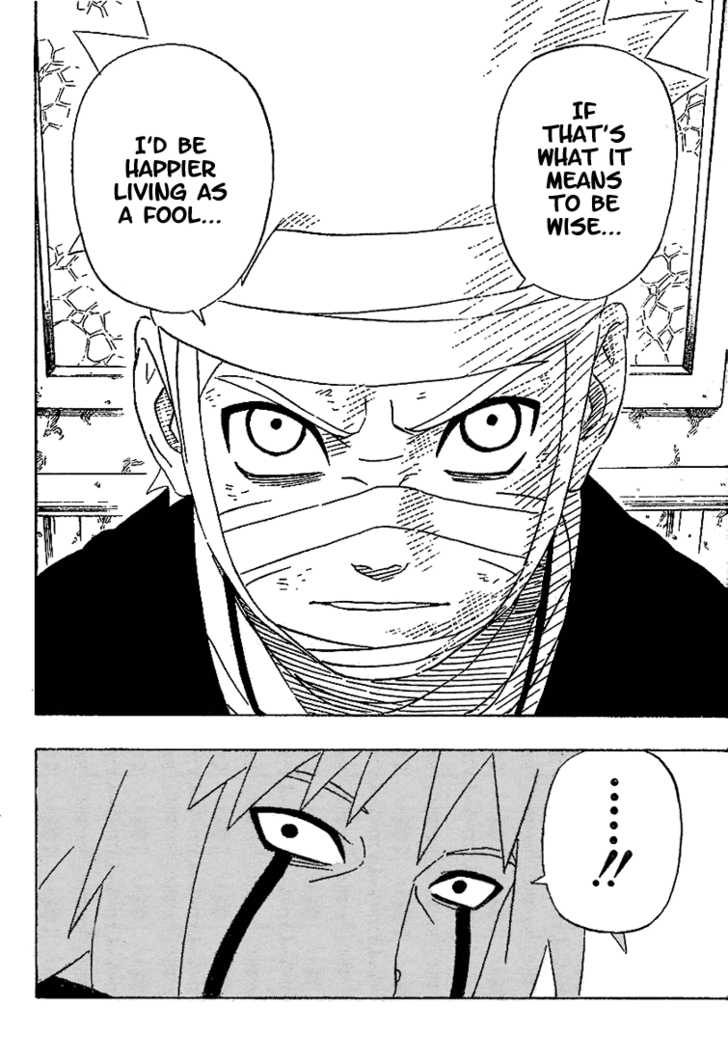 IF
THAT'S
WHAT IT
MEANS
TO BE
WISE...
I'D BE
HAPPIER
LIVING AS
A FOOL...
......!!